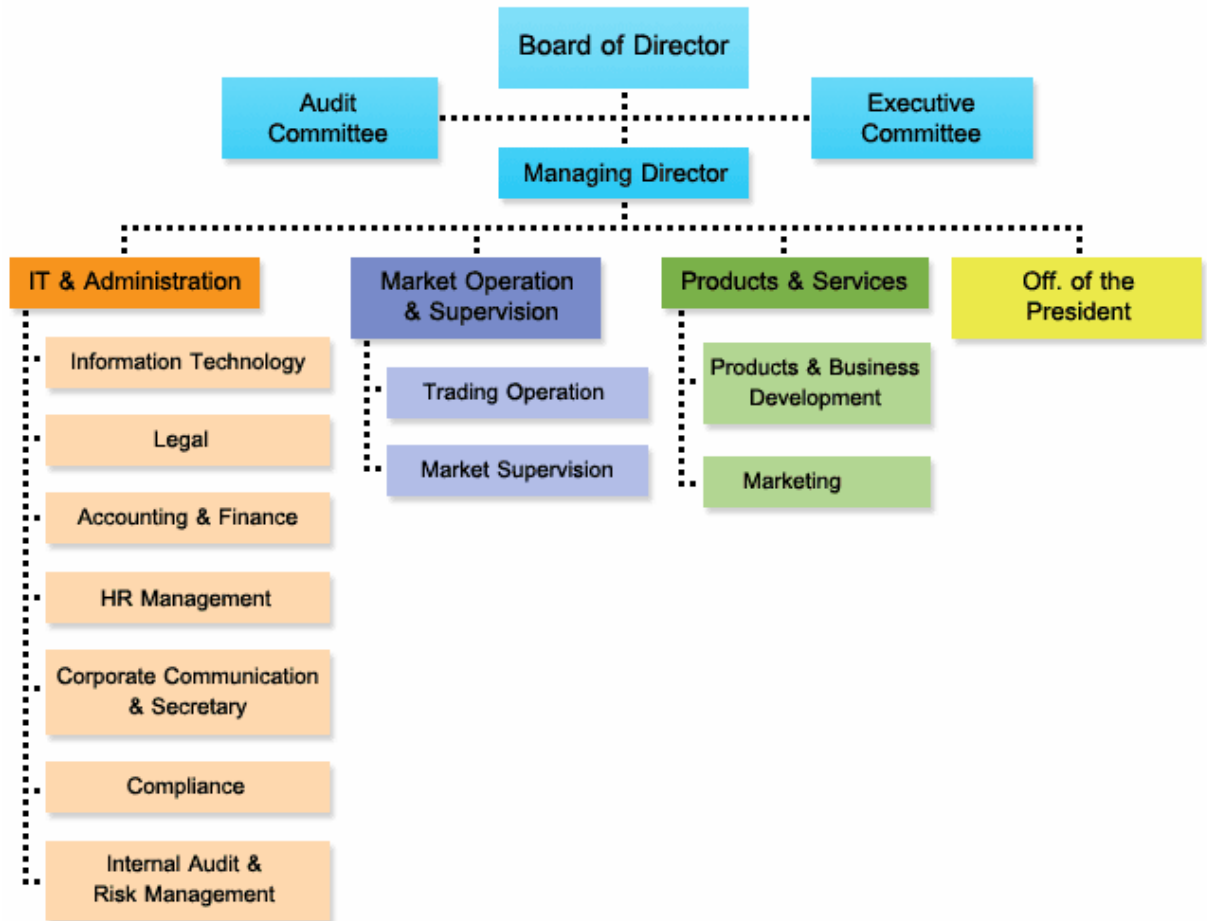 Board of Director
Audit
Committee
Executive
Committee
Managing Director
IT & Administration
Information Technology
Legal
Accounting & Finance
HR Management
Corporate Communication
& Secretary
Compliance
Internal Audit &
Risk Management
Market Operation
& Supervision
Trading Operation
Market Supervision
Products & Services
Products & Business
Development
Marketing
Off. of the
President